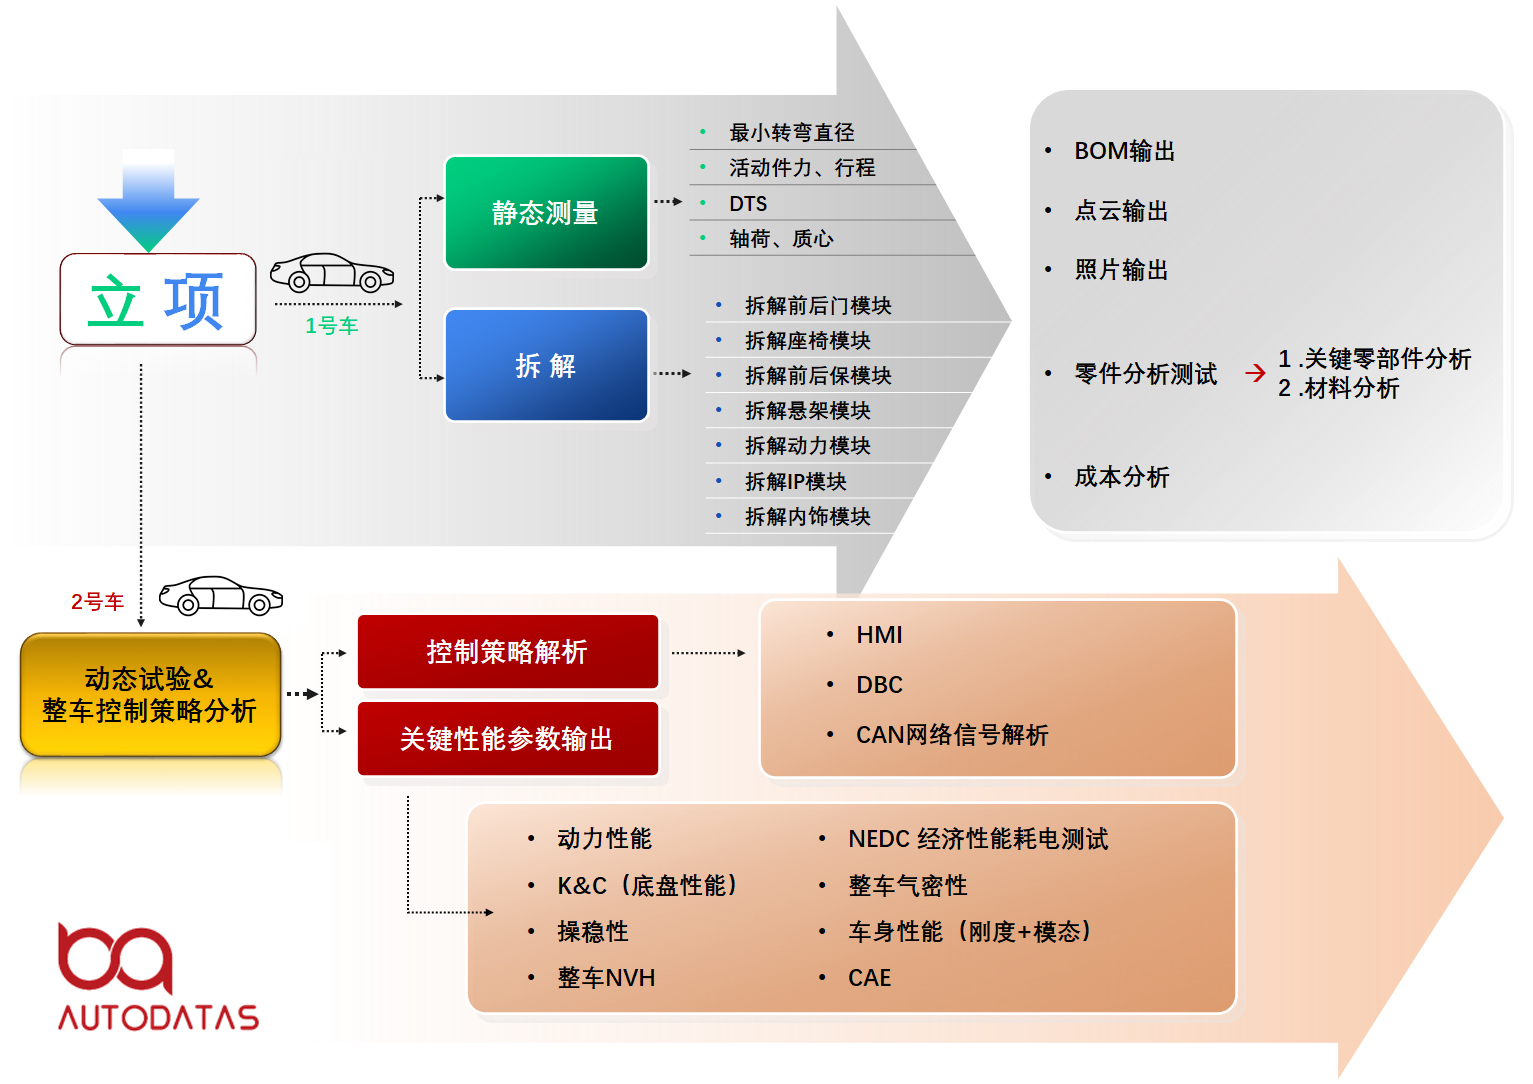 立 项
1号车
静态测量
• 最小转弯直径
• 活动件力、行程
• DTS
• 轴荷、质心
拆 解
• 拆解前后门模块
• 拆解座椅模块
• 拆解前后保模块
• 拆解悬架模块
• 拆解动力模块
• 拆解IP模块
• 拆解内饰模块
• BOM输出
• 点云输出
• 照片输出
• 零件分析测试
1 .关键零部件分析
2 .材料分析
• 成本分析
2号车
动态试验&
整车控制策略分析
控制策略解析
关键性能参数输出
• HMI
• DBC
• CAN网络信号解析
• 动力性能
• K&C（底盘性能）
• 操稳性
• 整车NVH
• NEDC 经济性能耗电测试
• 整车气密性
• 车身性能（刚度+模态）
• CAE
AUTODATAS